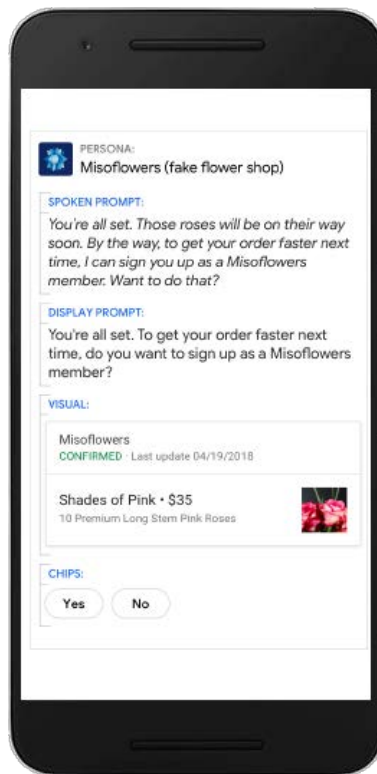 PERSONA:
Misoflowers (fake flower shop)
SPOKEN PROMPT:
You're all set. Those roses will be on their way
soon. By the way, to get your order faster next
time, I can sign you up as a Misoflowers
member. Want to do that?
DISPLAY PROMPT:
You're all set. To get your order faster next
time, do you want to sign up as a Misoflowers
member?
VISUAL:
Misoflowers
CONFIRMED · Last update 04/19/2018
Shades of Pink • $35
10 Premium Long Stem Pink Roses
CHIPS:
Yes No